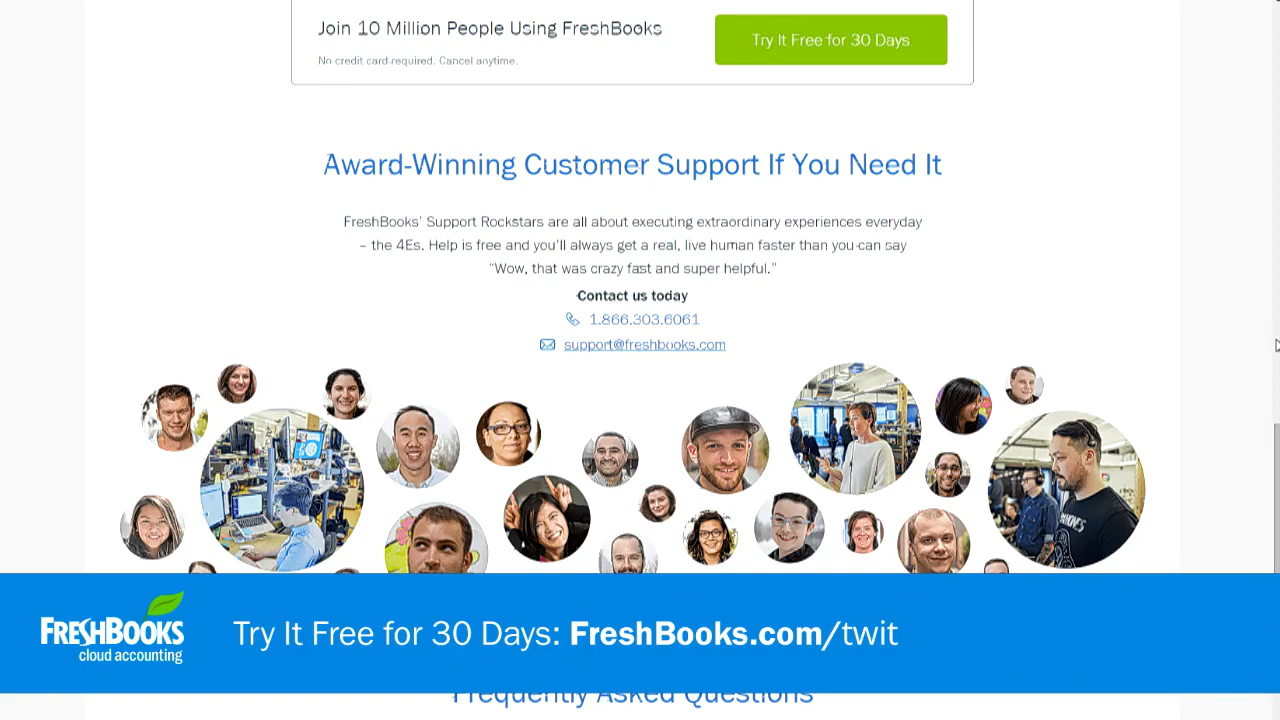 Join 10 Million People Using FreshBooks
Try It Free for 30 Days
No credit card required. Cancel anytime.
Award-Winning Customer Support If You Need It
FreshBooks' Support Rockstars are all about executing extraordinary experiences everyday
– the 4Es. Help is free and you'll always get a real, live human faster than you can say
"Wow, that was crazy fast and super helpful."
Contact us today
1.866.303.6061
support@freshbooks.com
FRESHBOOKS
cloud accounting
Try It Free for 30 Days: FreshBooks.com/twit
Frequently Asked Questions